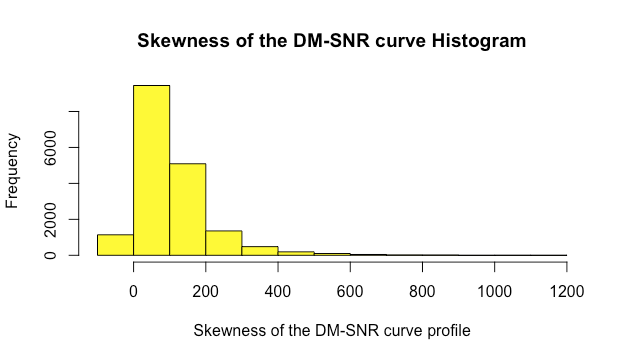 Skewness of the DM-SNR curve Histogram
Frequency
6000
2000
0
0 200 400 600 800 1000 1200
Skewness of the DM-SNR curve profile